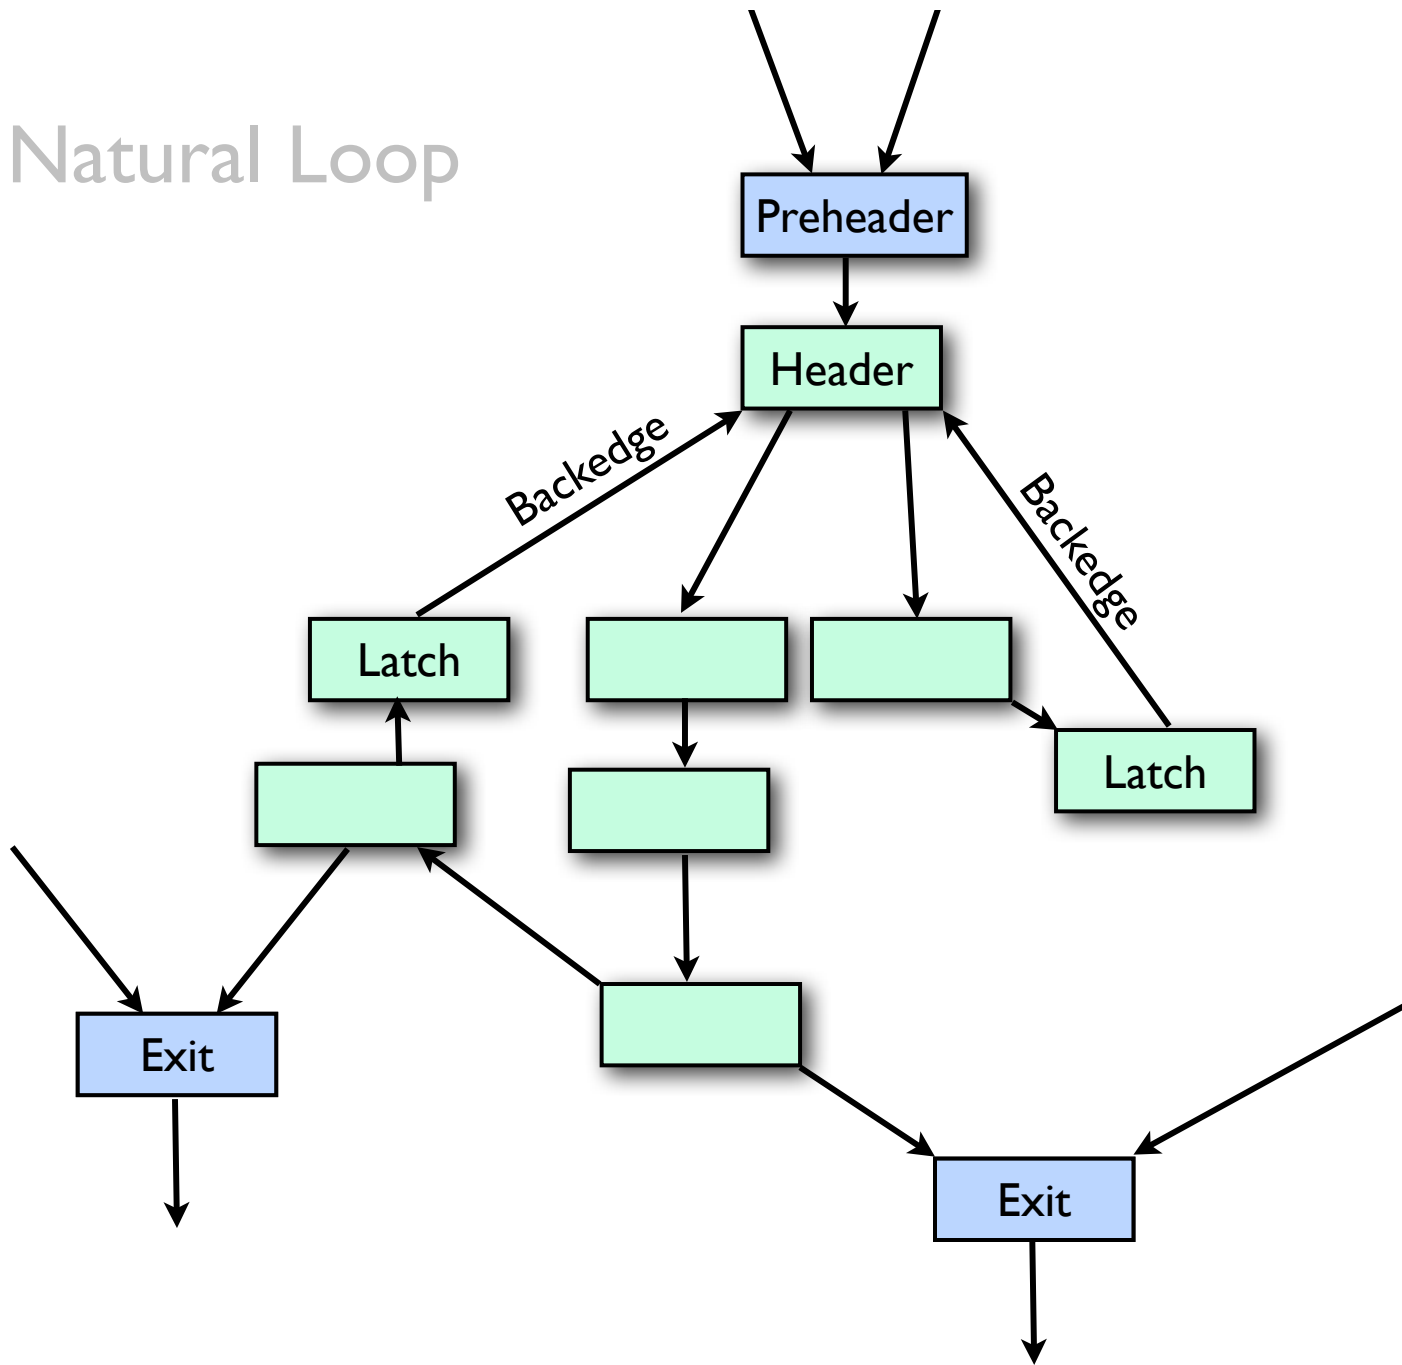 Natural Loop
Preheader
Header
Backedge
Backedge
Latch
Latch
Exit
Exit